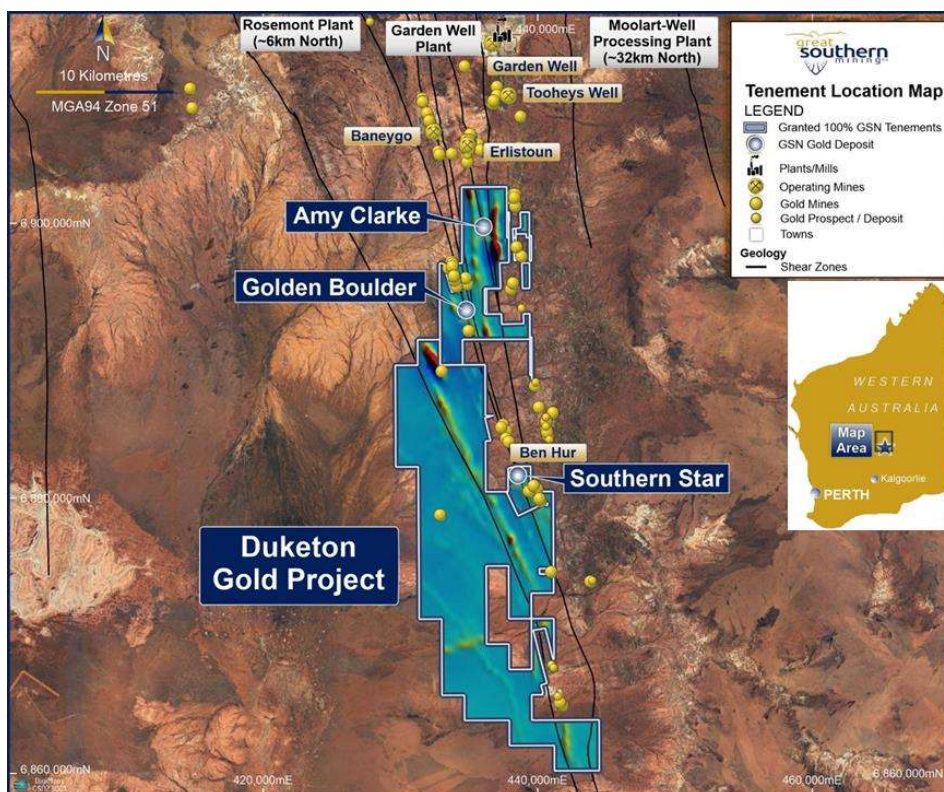 Rosemont Plant
(~6km North)
Garden Well
Plant
440,000mE
Moolart-Well
Processing Plant
(~32km North)
great
southern
mining
Tenement Location Map
LEGEND
Granted 100% GSN Tenements
GSN Gold Deposit
Plants/Mills
Operating Mines
Gold Mines
Gold Prospect / Deposit
Towns
Geology
Shear Zones
N
10 Kilometres
MGA94 Zone 51
Garden Well
Tooheys Well
Baneygo
Erlistoun
6,900,000mN
Amy Clarke
Golden Boulder
WESTERN
AUSTRALIA
Map
Area
Kalgoorlie
PERTH
Ben Hur
Southern Star
6,880,000mN
Duketon
Gold Project
6,860,000mN
420,000mE
440,000mE
460,000mE
6,860,000mN